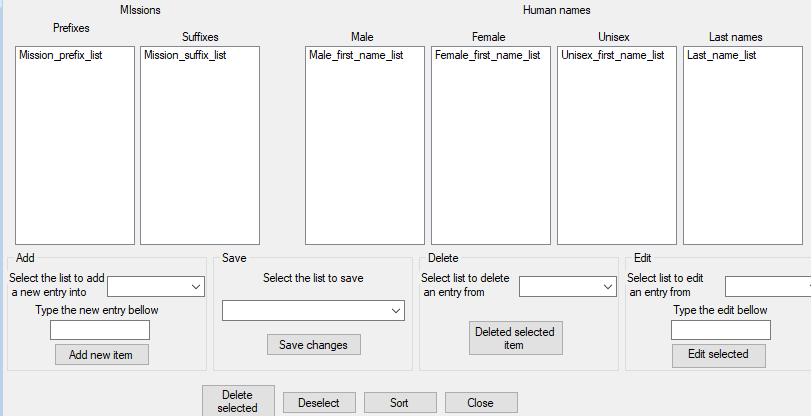 MIssions
Human names
Prefixes
Suffixes
Male
Female
Unisex
Last names
Mission_prefix_list
Mission_suffix_list
Male_first_name_list
Female_first_name_list
Unisex_first_name_list
Last_name_list
Add
Select the list to add
a new entry into
Type the new entry bellow
Add new item
Save
Select the list to save
Save changes
Delete
Select list to delete
an entry from
Deleted selected
item
Edit
Select list to edit
an entry from
Type the edit bellow
Edit selected
Delete
selected
Deselect
Sort
Close